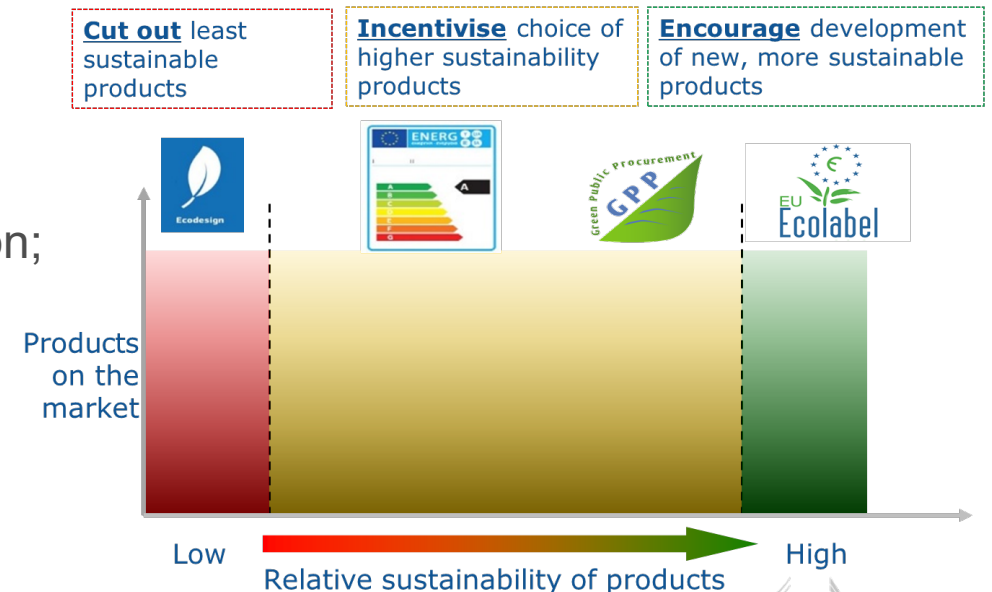 Cut out least
sustainable
products
Incentivise choice of
higher sustainability
products
Encourage development
of new, more sustainable
products
Ecodesign
ENERG
A
A
B
C
D
E
F
G
Green Public Procurement
GPP
EU
Ecolabel
on;
Products
on the
market
Low
High
Relative sustainability of products